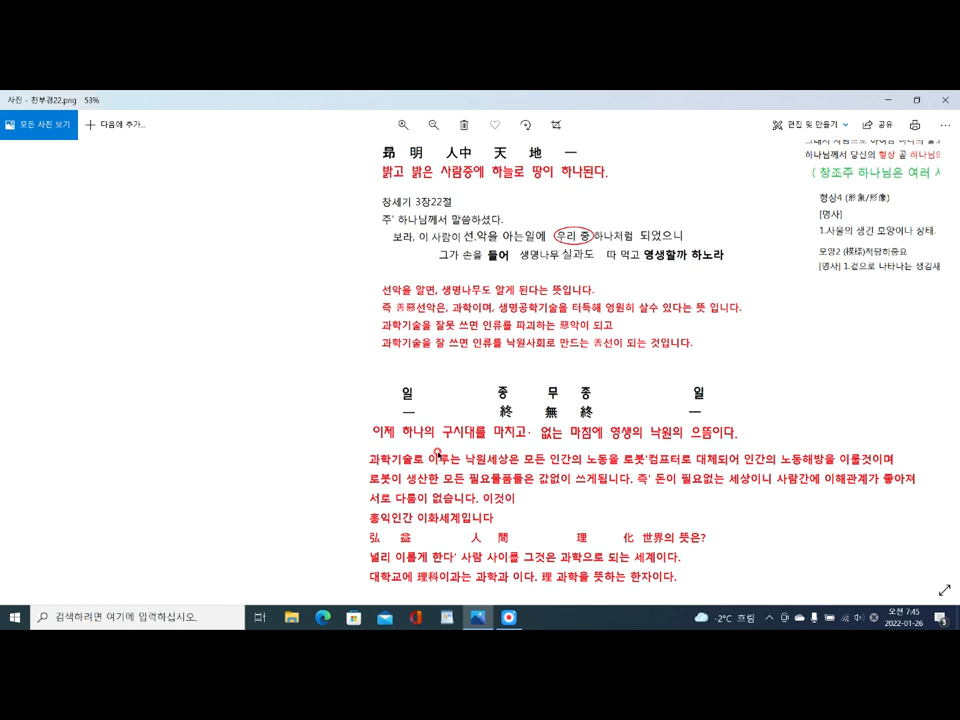 사진 - 천부경22.png 53%
모든 사진 보기 다음에 추가... 편집 및 만들기 공유
昴 明 人中 天 地 一
밝고 밝은 사람중에 하늘로 땅이 하나된다.
창세기 3장22절
주' 하나님께서 말씀하셨다.
보라, 이 사람이 선,악을 아는일에 우리 중 하나처럼 되었으니
그가 손을 들어 생명나무 실과도 따 먹고 영생할까 하노라
선악을 알면, 생명나무도 알게 된다는 뜻입니다.
즉 善惡선악은, 과학이며, 생명공학기술을 터득해 영원히 살수 있다는 뜻 입니다.
과학기술을 잘못 쓰면 인류를 파괴하는 惡악이 되고
과학기술을 잘 쓰면 인류를 낙원사회로 만드는 善선이 되는 것입니다.
하나님께서 당신의 형상 곧 하나님의
( 창조주 하나님은 여러 사
형상4 (形象/形像)
[명사]
1.사물의 생긴 모양이나 상태.
모양2 (模樣)적당히중요
[명사] 1.겉으로 나타나는 생김새
일 종 무 종 일
一 終 無 終 一
이제 하나의 구시대를 마치고· 없는 마침에 영생의 낙원의 으뜸이다.
과학기술로 이루는 낙원세상은 모든 인간의 노동을 로봇'컴퓨터로 대체되어 인간의 노동해방을 이룰것이며
로봇이 생산한 모든 필요물품들은 값없이 쓰게됩니다. 즉' 돈이 필요없는 세상이니 사람간에 이해관계가 좋아져
서로 다툼이 없습니다. 이것이
홍익인간 이화세계입니다
弘 益 人 間 理 化 世界의 뜻은?
널리 이롭게 한다' 사람 사이를 그것은 과학으로 되는 세계이다.
대학교에 理科이과는 과학과 이다. 理 과학을 뜻하는 한자이다.
검색하려면 여기에 입력하십시오.
-2°C 흐림
오전 7:45
2022-01-26
3